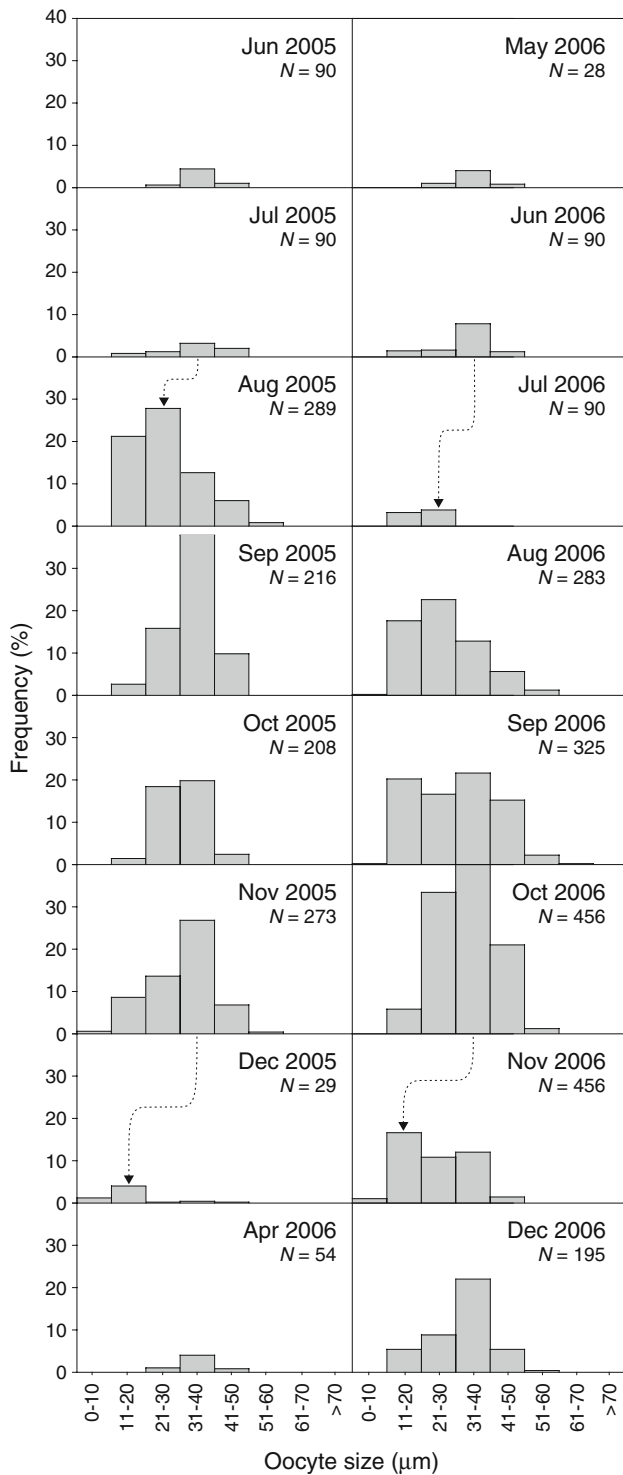 40
30
20
10
0
Jun 2005
N = 90
May 2006
N = 28
30
20
10
0
Jul 2005
N = 90
Jun 2006
N = 90
30
20
10
0
Aug 2005
N = 289
Jul 2006
N = 90
30
20
10
0
Sep 2005
N = 216
Aug 2006
N = 283
Frequency (%)
30
20
10
0
Oct 2005
N = 208
Sep 2006
N = 325
30
20
10
0
Nov 2005
N = 273
Oct 2006
N = 456
30
20
10
0
Dec 2005
N = 29
Nov 2006
N = 456
30
20
10
0
Apr 2006
N = 54
Dec 2006
N = 195
0-10
11-20
21-30
31-40
41-50
51-60
61-70
>70
0-10
11-20
21-30
31-40
41-50
51-60
61-70
>70
Oocyte size (μm)